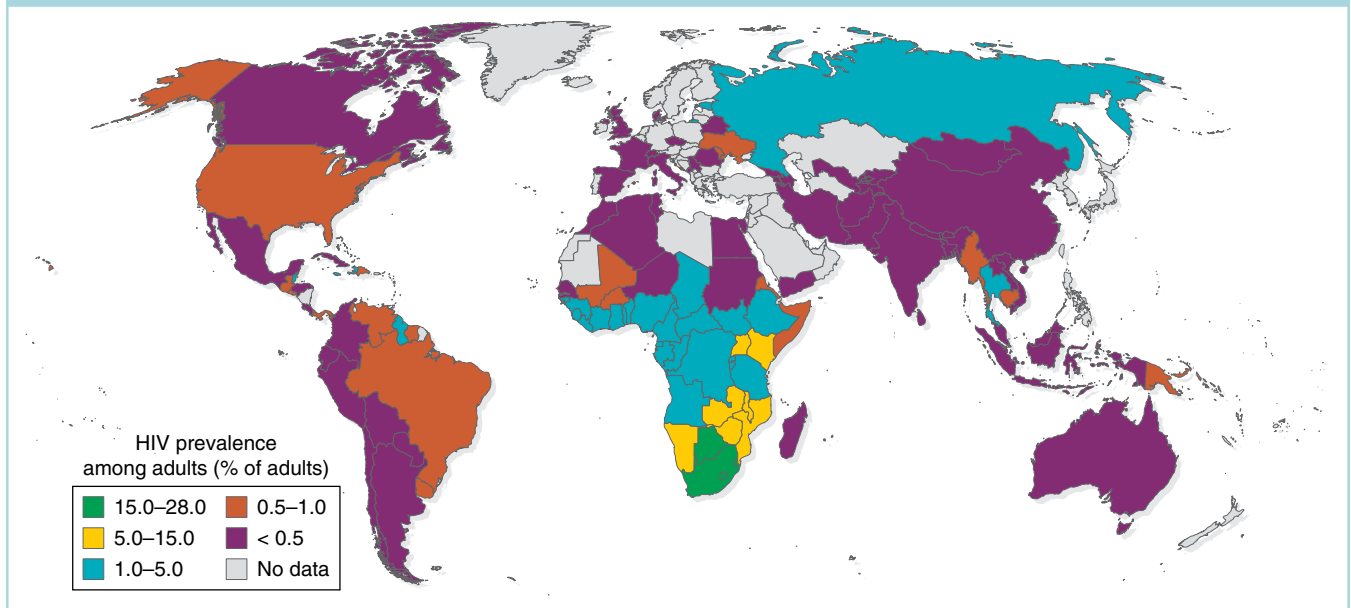 HIV prevalence
among adults (% of adults)
15.0–28.0
0.5–1.0
5.0–15.0
< 0.5
1.0–5.0
No data